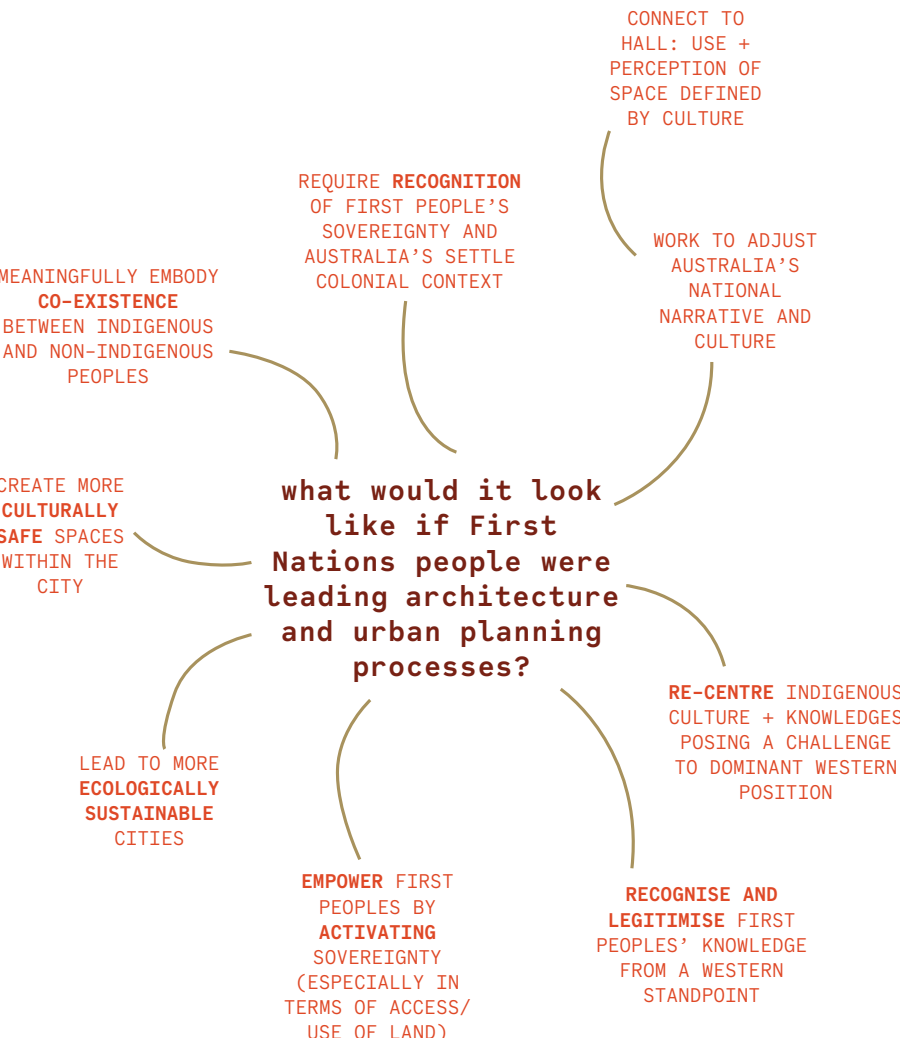 CONNECT TO
HALL: USE +
PERCEPTION OF
SPACE DEFINED
BY CULTURE
REQUIRE RECOGNITION
OF FIRST PEOPLE'S
SOVEREIGNTY AND
AUSTRALIA'S SETTLE
COLONIAL CONTEXT
WORK TO ADJUST
AUSTRALIA'S
NATIONAL
NARRATIVE AND
CULTURE
MEANINGFULLY EMBODY
CO-EXISTENCE
BETWEEN INDIGENOUS
AND NON-INDIGENOUS
PEOPLES
CREATE MORE
CULTURALLY
SAFE SPACES
WITHIN THE
CITY
what would it look
like if First
Nations people were
leading architecture
and urban planning
processes?
RE-CENTRE INDIGENOUS
CULTURE + KNOWLEDGES
POSING A CHALLENGE
TO DOMINANT WESTERN
POSITION
LEAD TO MORE
ECOLOGICALLY
SUSTAINABLE
CITIES
EMPOWER FIRST
PEOPLES BY
ACTIVATING
SOVEREIGNTY
(ESPECIALLY IN
TERMS OF ACCESS/
USE OF LAND)
RECOGNISE AND
LEGITIMISE FIRST
PEOPLES' KNOWLEDGE
FROM A WESTERN
STANDPOINT